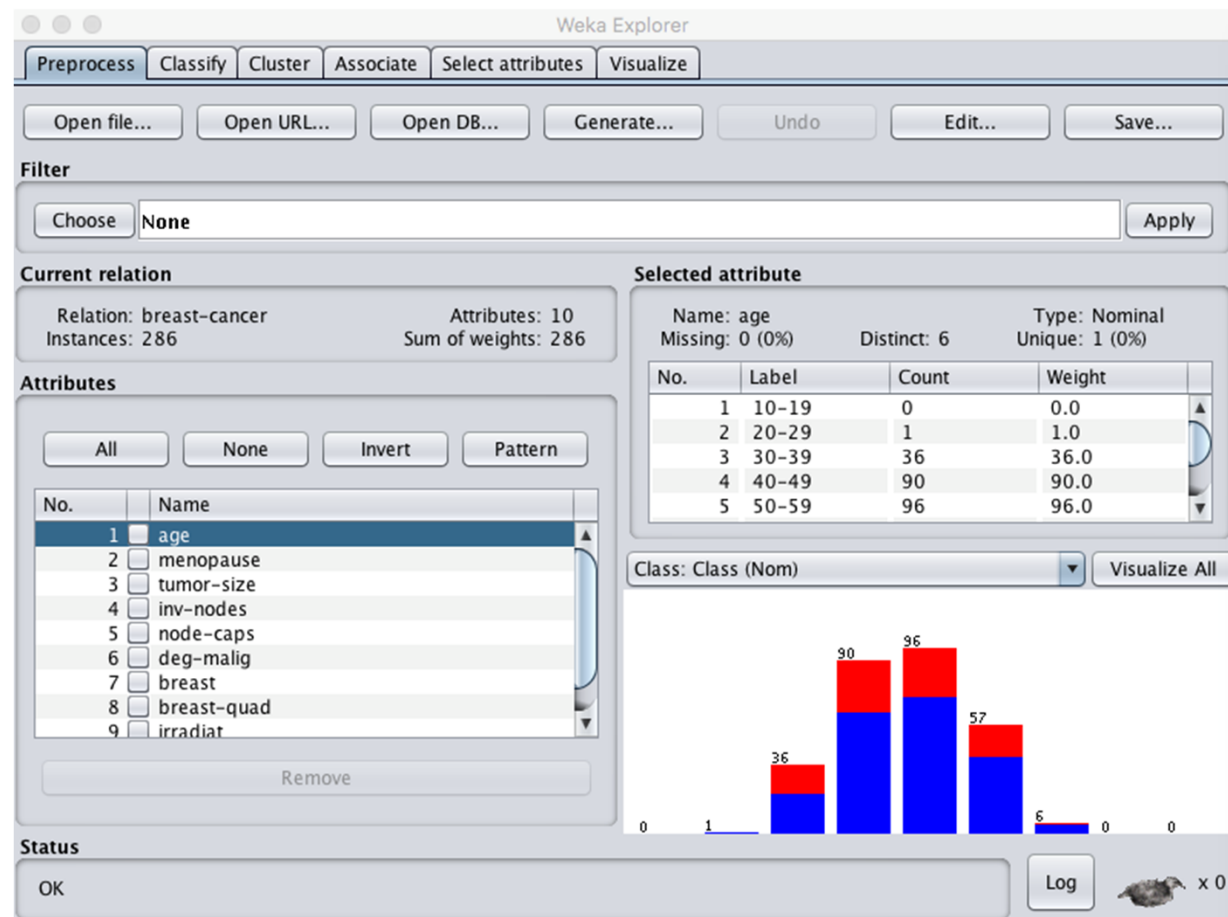 Weka Explorer
Preprocess Classify Cluster Associate Select attributes Visualize
Open file... Open URL... Open DB... Generate... Undo Edit... Save...
Filter
Choose None Apply
Current relation
Relation: breast-cancer Attributes: 10
Instances: 286 Sum of weights: 286
Attributes
All None Invert Pattern
No. Name
1 age
2 menopause
3 tumor-size
4 inv-nodes
5 node-caps
6 deg-malig
7 breast
8 breast-quad
9 irradiat
Remove
Selected attribute
Name: age Type: Nominal
Missing: 0 (0%) Distinct: 6 Unique: 1 (0%)
No. Label Count Weight
1 10-19 0 0.0
2 20-29 1 1.0
3 30-39 36 36.0
4 40-49 90 90.0
5 50-59 96 96.0
Class: Class (Nom) Visualize All
0 1 36 90 96 57 6 0 0
Status
OK
Log x 0